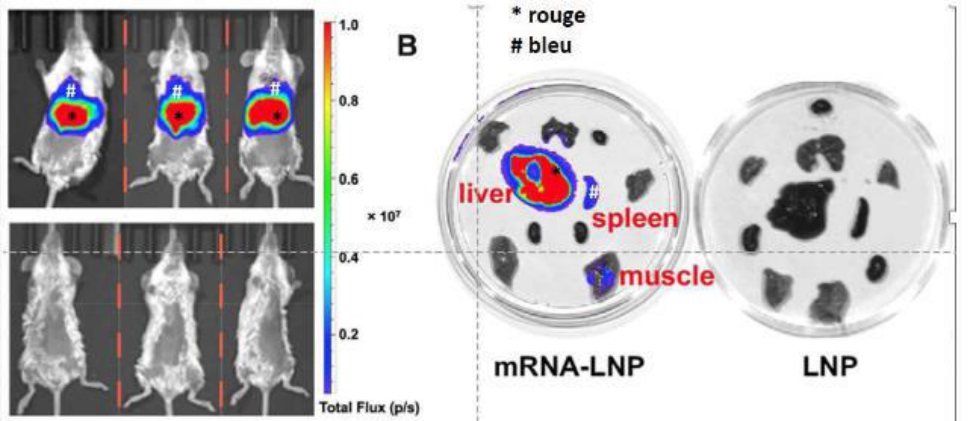 * rouge
# bleu
B
# # #
* * *
1.0
0.8
0.6
× 10⁷
0.4
0.2
Total Flux (p/s)
*
liver
#
spleen
muscle
mRNA-LNP
LNP